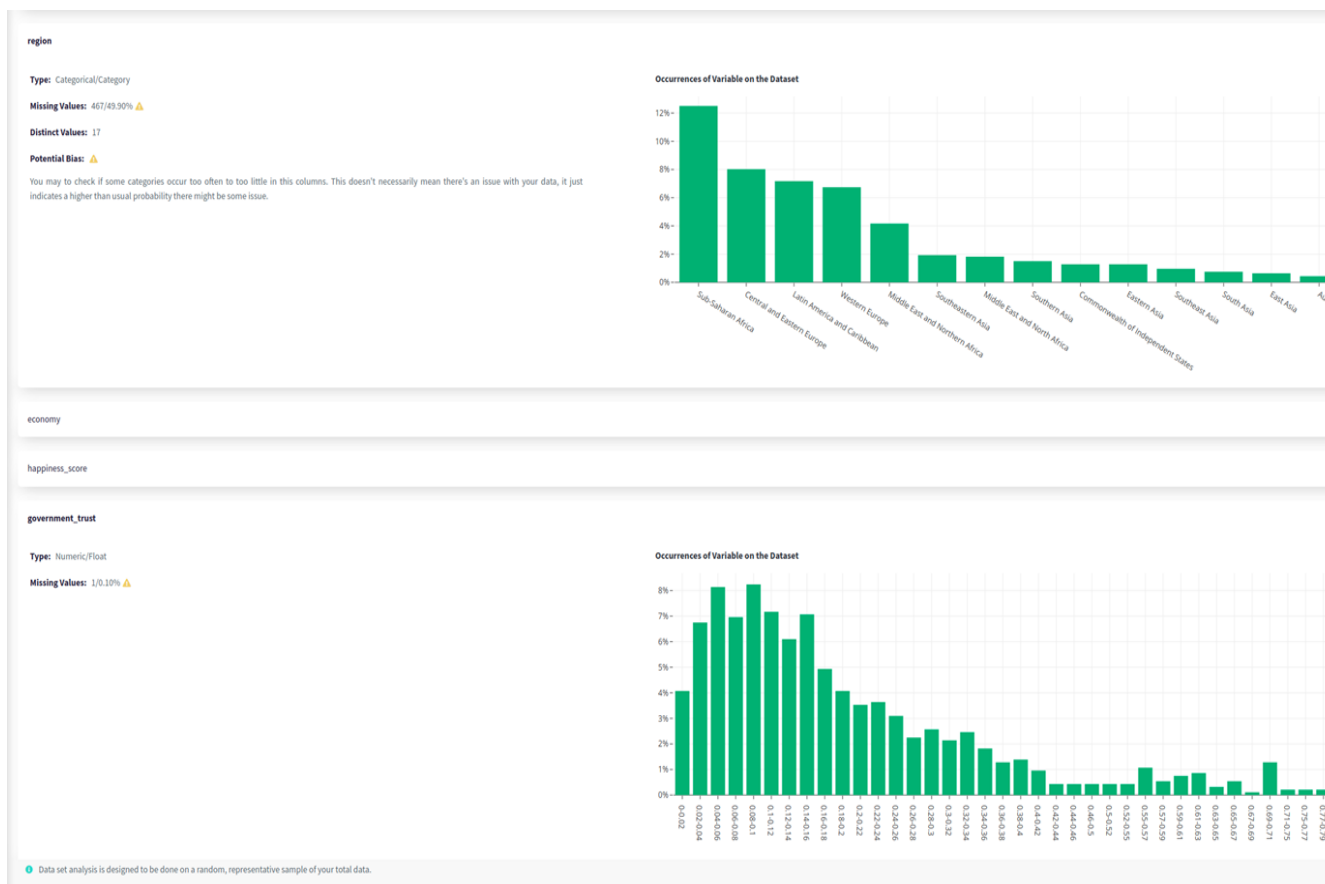 region
Type: Categorical/Category
Missing Values: 467/49.90%
Distinct Values: 17
Potential Bias:
You may to check if some categories occur too often to too little in this columns. This doesn't necessarily mean there's an issue with your data, it just
indicates a higher than usual probability there might be some issue.
Occurrences of Variable on the Dataset
12%
10%
8%
6%
4%
2%
0%
Sub-Saharan Africa
Central and Eastern Europe
Latin America and Caribbean
Western Europe
Middle East and Northern Africa
Southeastern Asia
Middle East and North Africa
Southern Asia
Commonwealth of Independent States
Eastern Asia
Southeast Asia
South Asia
East Asia
economy
happiness_score
government_trust
Type: Numeric/Float
Missing Values: 1/0.10%
Occurrences of Variable on the Dataset
8%
7%
6%
5%
4%
3%
2%
1%
0%
0-0.02
0.02-0.04
0.04-0.06
0.06-0.08
0.08-0.1
0.1-0.12
0.12-0.14
0.14-0.16
0.16-0.18
0.18-0.2
0.2-0.22
0.22-0.24
0.24-0.26
0.26-0.28
0.28-0.3
0.3-0.32
0.32-0.34
0.34-0.36
0.36-0.38
0.38-0.4
0.4-0.42
0.42-0.44
0.44-0.46
0.46-0.5
0.5-0.52
0.52-0.55
0.55-0.57
0.57-0.59
0.59-0.61
0.61-0.63
0.63-0.65
0.65-0.67
0.67-0.69
0.69-0.71
0.71-0.75
0.75-0.77
0.77-0.79
Data set analysis is designed to be done on a random, representative sample of your total data.